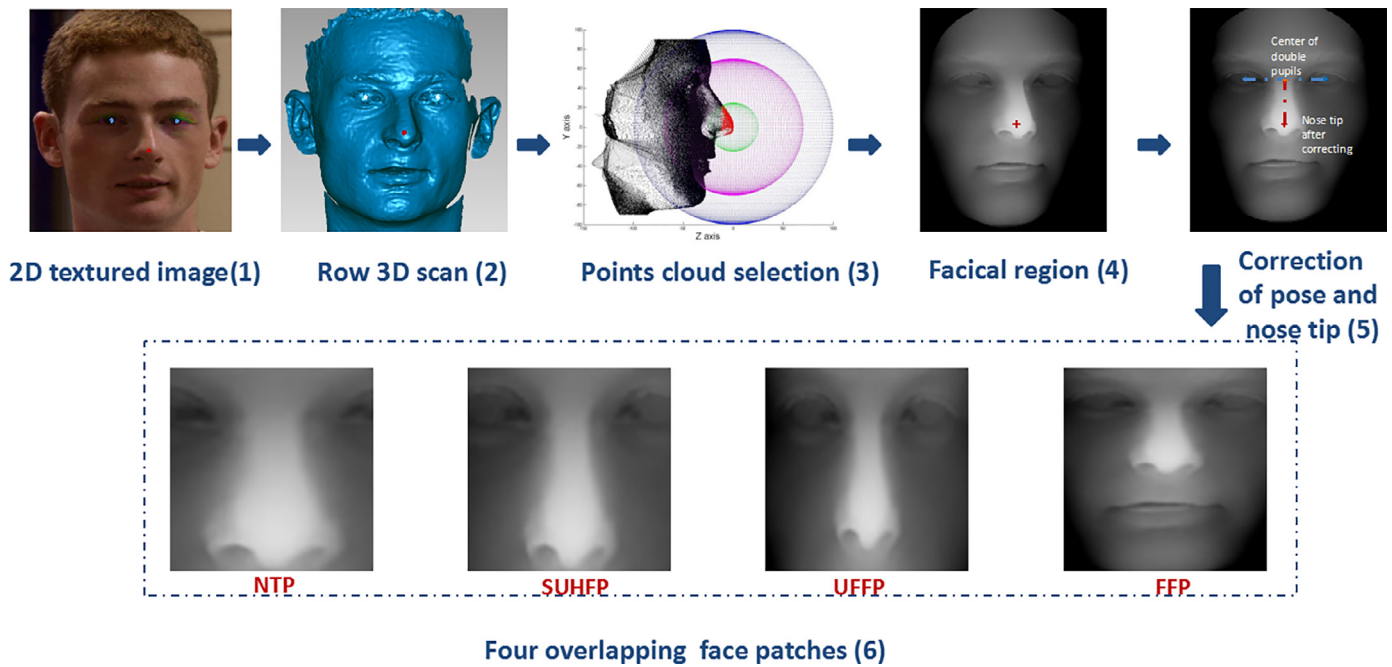 2D textured image(1)
Row 3D scan (2)
Y axis
Z axis
Points cloud selection (3)
Facical region (4)
Center of
double
pupils
Nose tip
after
correcting
Correction
of pose and
nose tip (5)
NTP
SUHFP
UFFP
FFP
Four overlapping face patches (6)